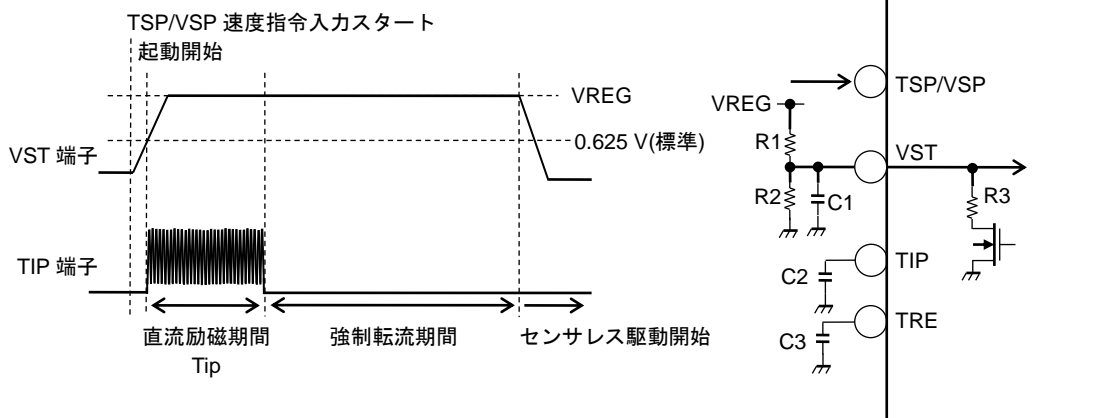 TSP/VSP 速度指令入力スタート
起動開始
VREG
0.625 V(標準)
VST 端子
TIP 端子
直流励磁期間
Tip
強制転流期間
センサレス駆動開始
TSP/VSP
VREG
R1
VST
R2
C1
R3
TIP
C2
TRE
C3